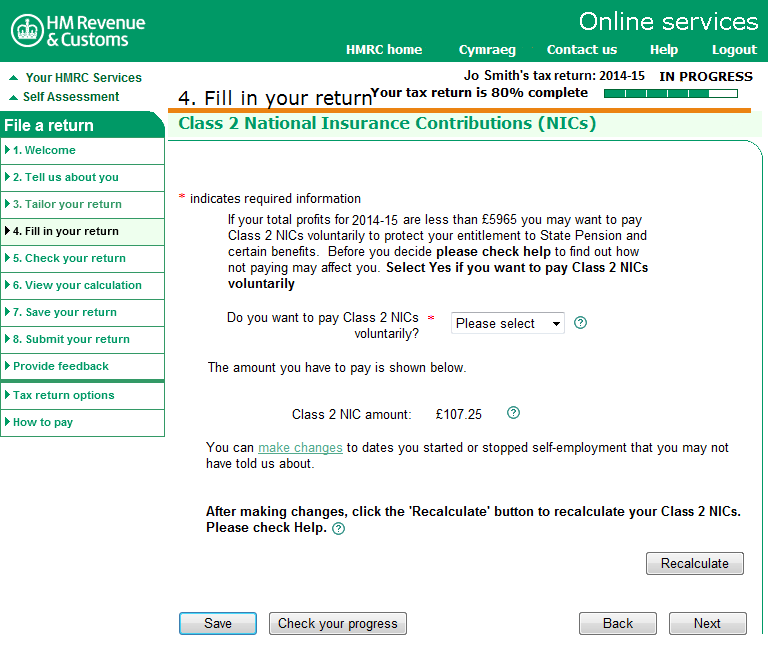 HM Revenue
& Customs
Online services
HMRC home Cymraeg Contact us Help Logout
Your HMRC Services
Self Assessment
Jo Smith's tax return: 2014-15 IN PROGRESS
4. Fill in your return
Your tax return is 80% complete
File a return
1. Welcome
2. Tell us about you
3. Tailor your return
4. Fill in your return
5. Check your return
6. View your calculation
7. Save your return
8. Submit your return
Provide feedback
Tax return options
How to pay
Class 2 National Insurance Contributions (NICs)
* indicates required information
If your total profits for 2014-15 are less than £5965 you may want to pay
Class 2 NICs voluntarily to protect your entitlement to State Pension and
certain benefits. Before you decide please check help to find out how
not paying may affect you. Select Yes if you want to pay Class 2 NICs
voluntarily
Do you want to pay Class 2 NICs * Please select ?
voluntarily?
The amount you have to pay is shown below.
Class 2 NIC amount: £107.25 ?
You can make changes to dates you started or stopped self-employment that you may not
have told us about.
After making changes, click the 'Recalculate' button to recalculate your Class 2 NICs.
Please check Help. ?
Recalculate
Save Check your progress Back Next